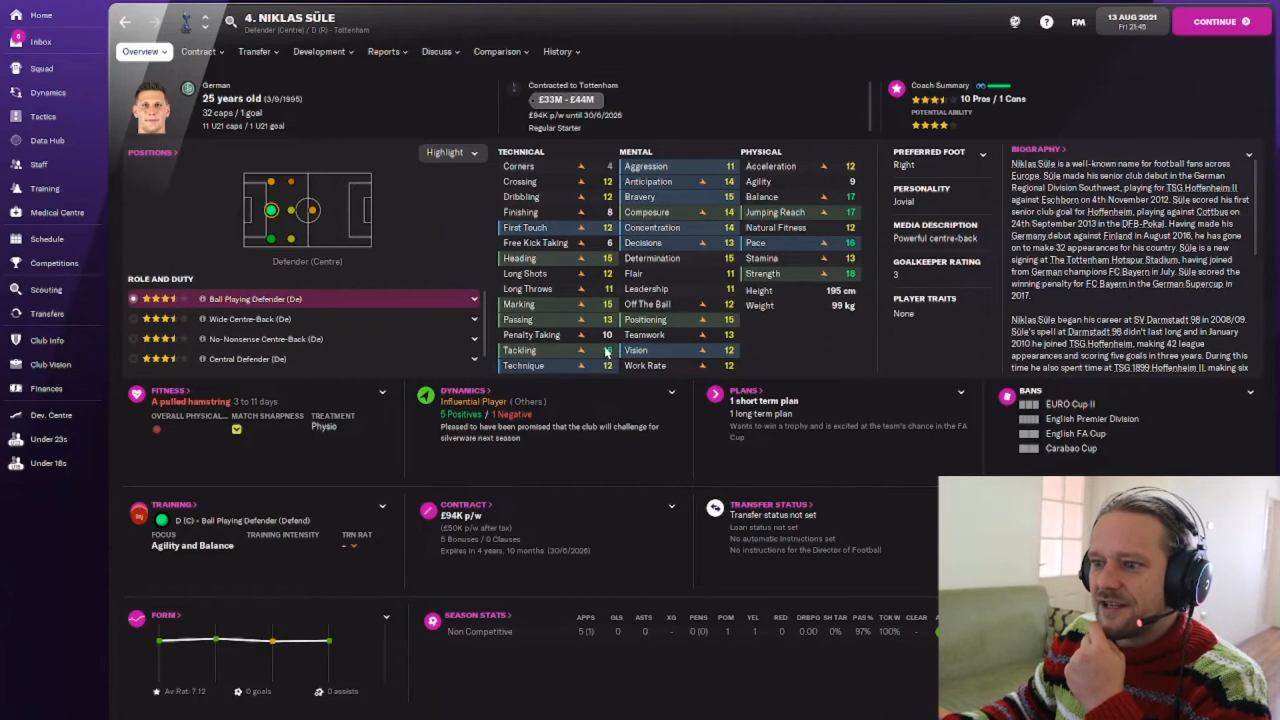 Home
6
Inbox
Squad
Dynamics
Tactics
Data Hub
Staff
Training
Medical Centre
Schedule
Competitions
Scouting
Transfers
Club Info
Club Vision
Finances
Dev. Centre
Under 23s
Under 18s
4. NIKLAS SÜLE
Defender (Centre) / D (R) - Tottenham
?
FM
13 AUG 2021
Fri 21:45
CONTINUE
Overview
Contract
Transfer
Development
Reports
Discuss
Comparison
History
German
25 years old (3/9/1995)
32 caps / 1 goal
11 U21 caps / 1 U21 goal
Contracted to Tottenham
£33M - £44M
£94K p/w until 30/6/2026
Regular Starter
Coach Summary
10 Pros / 1 Cons
POTENTIAL ABILITY
POSITIONS >
Highlight
Defender (Centre)
ROLE AND DUTY
Ball Playing Defender (De)
Wide Centre-Back (De)
No-Nonsense Centre-Back (De)
Central Defender (De)
TECHNICAL
Corners 4
Crossing 12
Dribbling 12
Finishing 8
First Touch 12
Free Kick Taking 6
Heading 15
Long Shots 12
Long Throws 11
Marking 15
Passing 13
Penalty Taking 10
Tackling
Technique 12
MENTAL
Aggression 11
Anticipation 14
Bravery 15
Composure 14
Concentration 14
Decisions 13
Determination 15
Flair 11
Leadership 11
Off The Ball 12
Positioning 15
Teamwork 13
Vision 12
Work Rate 12
PHYSICAL
Acceleration 12
Agility 9
Balance 17
Jumping Reach 17
Natural Fitness 12
Pace 16
Stamina 13
Strength 18
Height 195 cm
Weight 99 kg
PREFERRED FOOT
Right
PERSONALITY
Jovial
MEDIA DESCRIPTION
Powerful centre-back
GOALKEEPER RATING
3
PLAYER TRAITS
None
BIOGRAPHY >
Niklas Süle is a well-known name for football fans across
Europe. Süle made his senior club debut in the German
Regional Division Southwest, playing for TSG Hoffenheim II
against Eschborn on 4th November 2012. Süle scored his first
senior club goal for Hoffenheim, playing against Cottbus on
24th September 2013 in the DFB-Pokal. Having made his
Germany debut against Finland in August 2016, he has gone
on to make 32 appearances for his country. Süle is a new
signing at The Tottenham Hotspur Stadium, having joined
from German champions FC Bayern in July. Süle scored the
winning penalty for FC Bayern in the German Supercup in
2017.
Niklas Süle began his career at SV Darmstadt 98 in 2008/09.
Süle's spell at Darmstadt 98 didn't last long and in January
2010 he joined TSG 1899 Hoffenheim, making 42 league
appearances and scoring five goals in three years. During this
time he also spent time at TSG 1899 Hoffenheim II, making six
FITNESS >
A pulled hamstring 3 to 11 days
OVERALL PHYSICAL... MATCH SHARPNESS TREATMENT
Physio
DYNAMICS >
Influential Player (Others)
5 Positives / 1 Negative
Pleased to have been promised that the club will challenge for
silverware next season
PLANS >
1 short term plan
1 long term plan
Wants to win a trophy and is excited at the team's chance in the FA
Cup
BANS
EURO Cup II
English Premier Division
English FA Cup
Carabao Cup
TRAINING >
D (C) - Ball Playing Defender (Defend)
FOCUS TRAINING INTENSITY TRN RAT
Agility and Balance -
CONTRACT >
£94K p/w
(£50K p/w after tax)
5 Bonuses / 0 Clauses
Expires in 4 years, 10 months (30/6/2026)
TRANSFER STATUS >
Transfer status not set
Loan status not set
No automatic instructions set
No instructions for the Director of Football
FORM >
Av Rat: 7.12
0 goals
0 assists
SEASON STATS >
APPS GLS ASTS XG PENS POM YEL RED DRBPG SH TAR PAS % TCK W CLEAR
Non Competitive 5 (1) 0 0 - 0 (0) 1 1 0 0.00 0% 97% 100% -